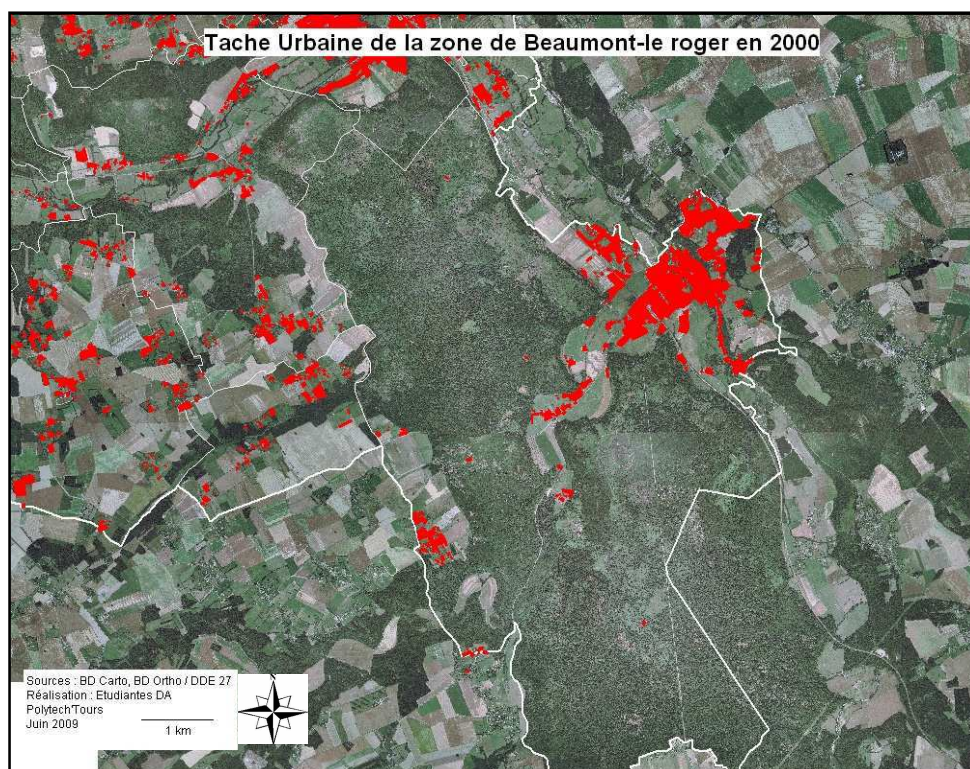 Tache Urbaine de la zone de Beaumont-le roger en 2000
Sources : BD Carto, BD Ortho / DDE 27
Réalisation : Etudiantes DA
Polytech'Tours
Juin 2009
1 km
N